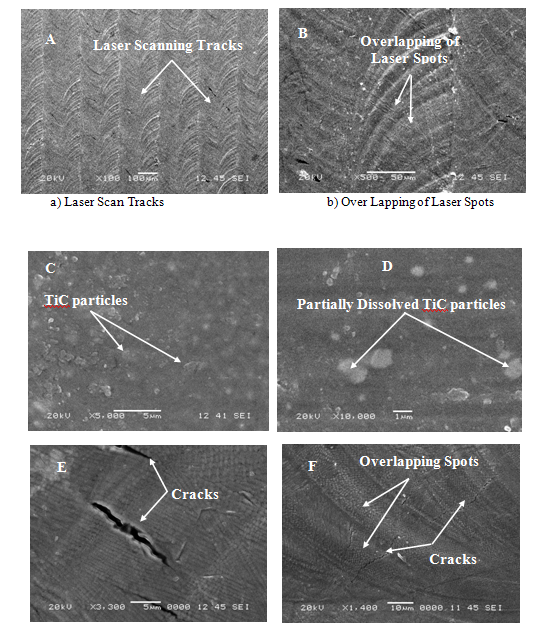 A
Laser Scanning Tracks
20kV X100 100μm 12 45 SEI
a) Laser Scan Tracks
B
Overlapping of
Laser Spots
20kV X500 50μm 12 45 SEI
b) Over Lapping of Laser Spots
C
TiC particles
20kV X5,000 5μm 12 41 SEI
D
Partially Dissolved TiC particles
20kV X10,000 1μm
E
Cracks
20kV X3,300 5μm 0000 12 45 SEI
F
Overlapping Spots
Cracks
20kV X1,400 10μm 0000 11 45 SEI